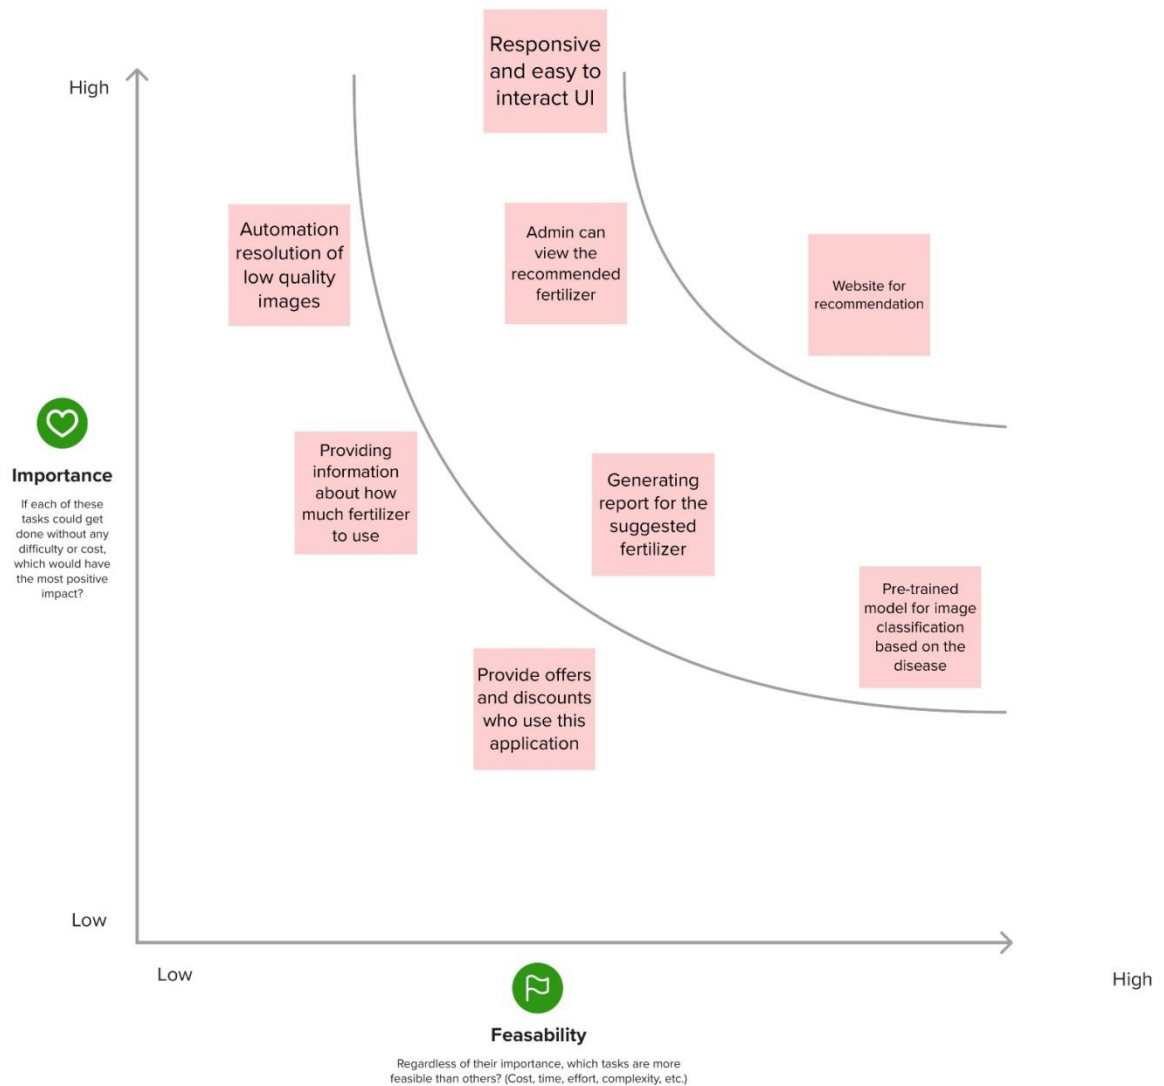 Responsive
and easy to
interact UI
High
Automation
resolution of
low quality
images
Admin can
view the
recommended
fertilizer
Website for
recommendation
Importance
If each of these
tasks could get
done without any
difficulty or cost,
which would have
the most positive
impact?
Providing
information
about how
much fertilizer
to use
Generating
report for the
suggested
fertilizer
Pre-trained
model for image
classification
based on the
disease
Provide offers
and discounts
who use this
application
Low
Low
High
Feasability
Regardless of their importance, which tasks are more
feasible than others? (Cost, time, effort, complexity, etc.)